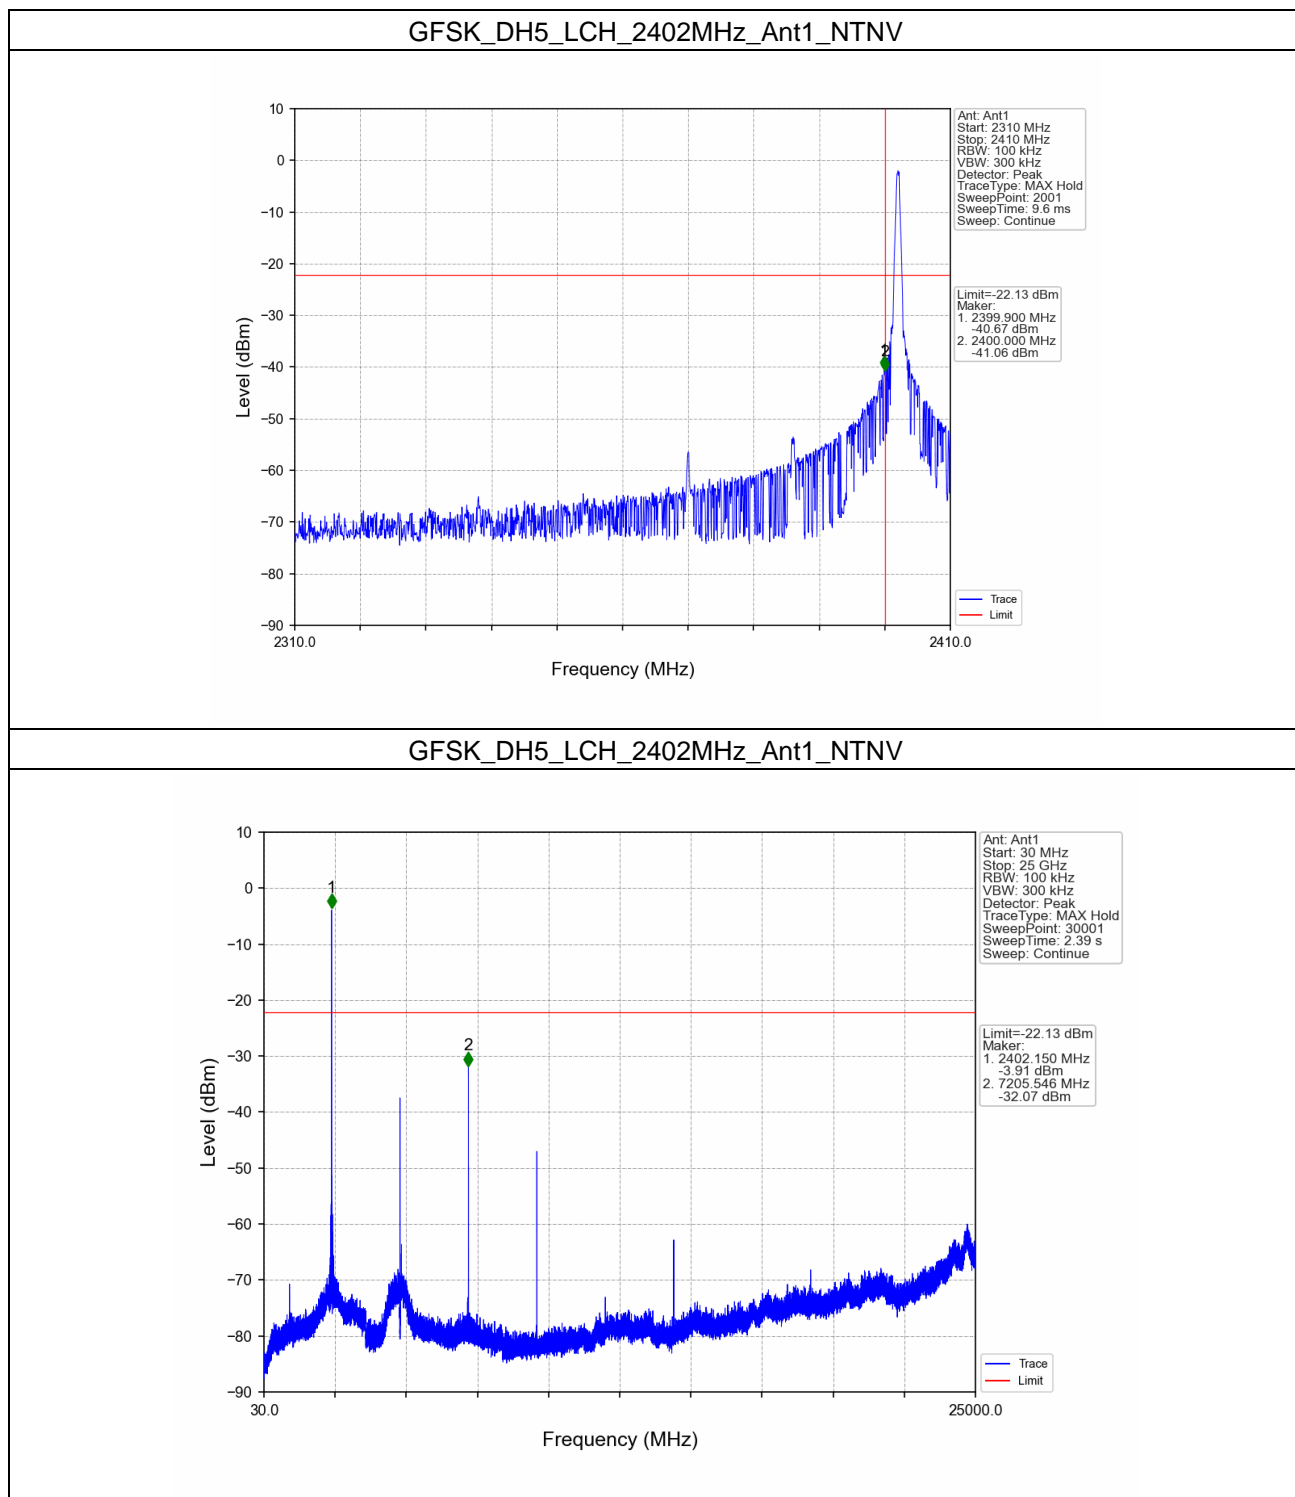 GFSK_DH5_LCH_2402MHz_Ant1_NTNV
10
0
−10
−20
−30
−40
−50
−60
−70
−80
−90
Level (dBm)
2310.0
2410.0
Frequency (MHz)
1
2
Ant: Ant1
Start: 2310 MHz
Stop: 2410 MHz
RBW: 100 kHz
VBW: 300 kHz
Detector: Peak
TraceType: MAX Hold
SweepPoint: 2001
SweepTime: 9.6 ms
Sweep: Continue
Limit=-22.13 dBm
Maker:
1. 2399.900 MHz
-40.67 dBm
2. 2400.000 MHz
-41.06 dBm
Trace
Limit
GFSK_DH5_LCH_2402MHz_Ant1_NTNV
10
0
−10
−20
−30
−40
−50
−60
−70
−80
−90
Level (dBm)
30.0
25000.0
Frequency (MHz)
1
2
Ant: Ant1
Start: 30 MHz
Stop: 25 GHz
RBW: 100 kHz
VBW: 300 kHz
Detector: Peak
TraceType: MAX Hold
SweepPoint: 30001
SweepTime: 2.39 s
Sweep: Continue
Limit=-22.13 dBm
Maker:
1. 2402.150 MHz
-3.91 dBm
2. 7205.546 MHz
-32.07 dBm
Trace
Limit